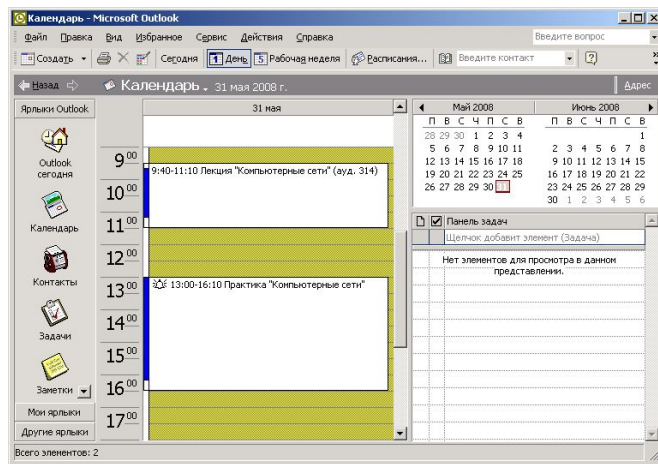 Календарь - Microsoft Outlook
Файл Правка Вид Избранное Сервис Действия Справка Введите вопрос
Создать Сегодня 1 День 5 Рабочая неделя Расписания... Введите контакт
Назад Календарь 31 мая 2008 г. Адрес
Ярлыки Outlook
Outlook сегодня
Календарь
Контакты
Задачи
Заметки
Мои ярлыки
Другие ярлыки
31 мая
9 00
9:40-11:10 Лекция "Компьютерные сети" (ауд. 314)
10 00
11 00
12 00
13 00
13:00-16:10 Практика "Компьютерные сети"
14 00
15 00
16 00
17 00
Май 2008
П В С Ч П С В
28 29 30 1 2 3 4
5 6 7 8 9 10 11
12 13 14 15 16 17 18
19 20 21 22 23 24 25
26 27 28 29 30 31
Июнь 2008
П В С Ч П С В
1
2 3 4 5 6 7 8
9 10 11 12 13 14 15
16 17 18 19 20 21 22
23 24 25 26 27 28 29
30 1 2 3 4 5 6
Панель задач
Щелчок добавит элемент (Задача)
Нет элементов для просмотра в данном
представлении.
Всего элементов: 2